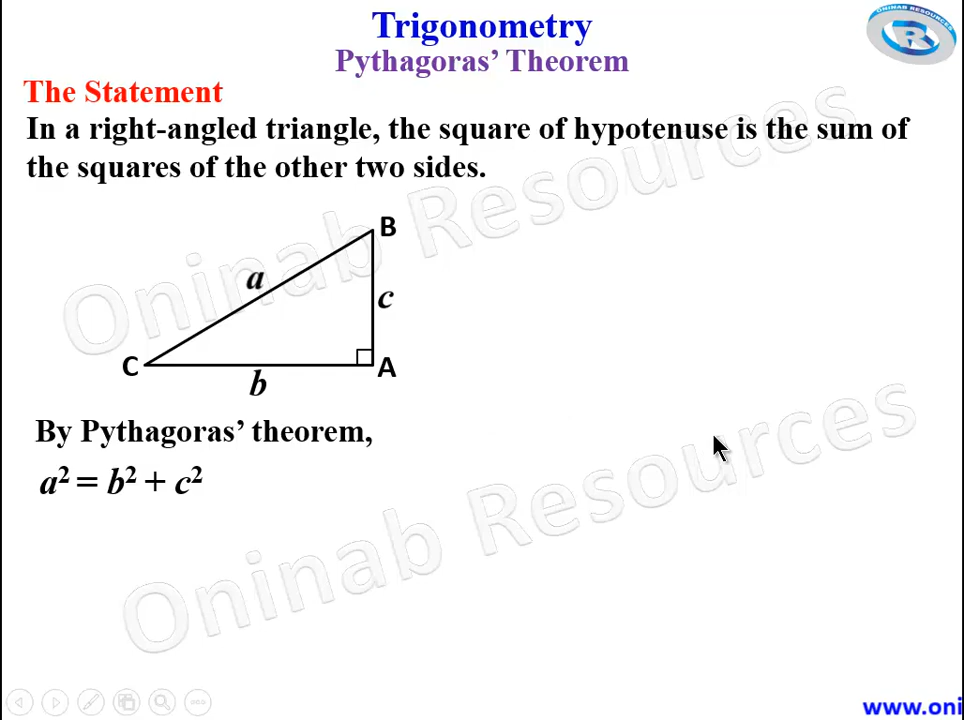 Trigonometry
Pythagoras’ Theorem
The Statement
In a right-angled triangle, the square of hypotenuse is the sum of
the squares of the other two sides.
B
a
c
C
A
b
By Pythagoras’ theorem,
a² = b² + c²
Oninab Resources
Oninab Resources
ONINAB RESOURCES
R
www.oni